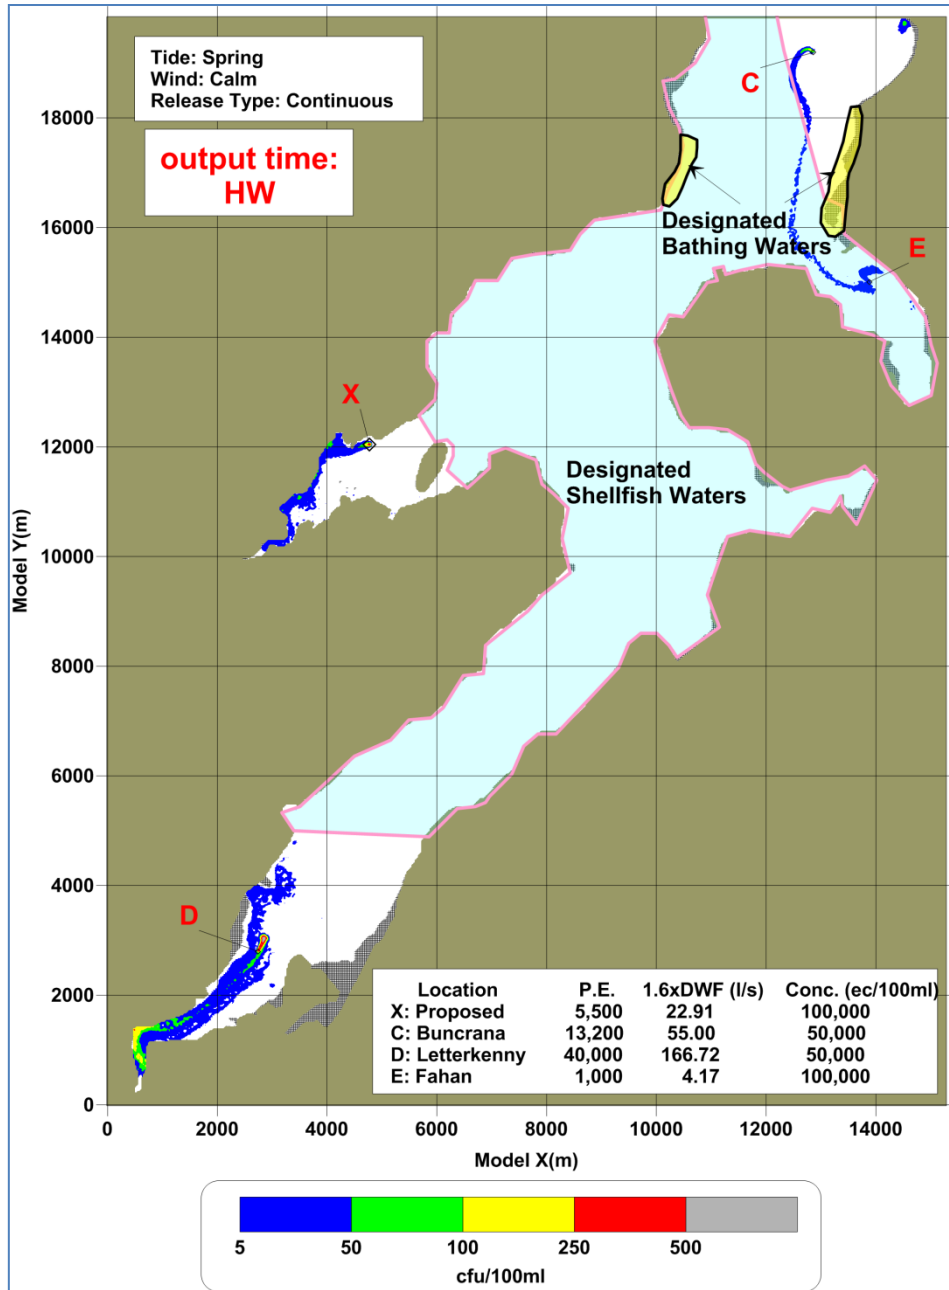 Tide: Spring
Wind: Calm
Release Type: Continuous
output time:
HW
C
Designated
Bathing Waters
E
X
Designated
Shellfish Waters
D
Location P.E. 1.6xDWF (l/s) Conc. (ec/100ml)
X: Proposed 5,500 22.91 100,000
C: Buncrana 13,200 55.00 50,000
D: Letterkenny 40,000 166.72 50,000
E: Fahan 1,000 4.17 100,000
Model Y(m)
18000
16000
14000
12000
10000
8000
6000
4000
2000
0
0 2000 4000 6000 8000 10000 12000 14000
Model X(m)
5 50 100 250 500
cfu/100ml